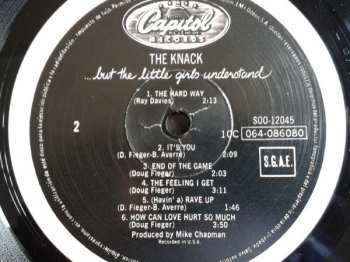 Capitol
RECORDS
THE KNACK
...but the little girls understand
1. THE HARD WAY
(Ray Davies) 2:13
SOO-12045
2
10C 064-086080
2. IT'S YOU
(D. Fieger-B. Averre) 2:09
3. END OF THE GAME
(Doug Fieger) 2:03
S.G.A.E.
4. THE FEELING I GET
(Doug Fieger) 3:11
5. (Havin' a) RAVE UP
(D. Fieger-B. Averre) 1:46
6. HOW CAN LOVE HURT SO MUCH
(Doug Fieger) 3:50
Produced by Mike Chapman
Recorded in U.S.A.